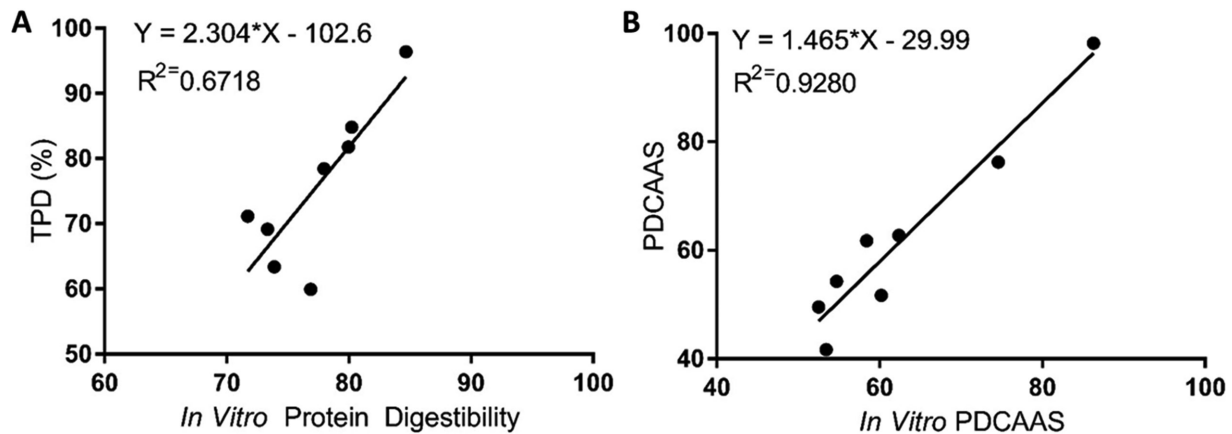 A
Y = 2.304*X - 102.6
R²⁼0.6718
TPD (%)
100
90
80
70
60
50
60
70
80
90
100
In Vitro Protein Digestibility
B
Y = 1.465*X - 29.99
R²⁼0.9280
PDCAAS
100
80
60
40
40
60
80
100
In Vitro PDCAAS